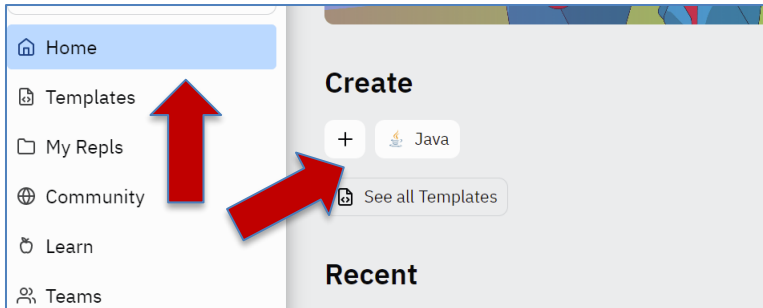 Home
Templates
My Repls
Community
Learn
Teams
Create
+ Java
See all Templates
Recent